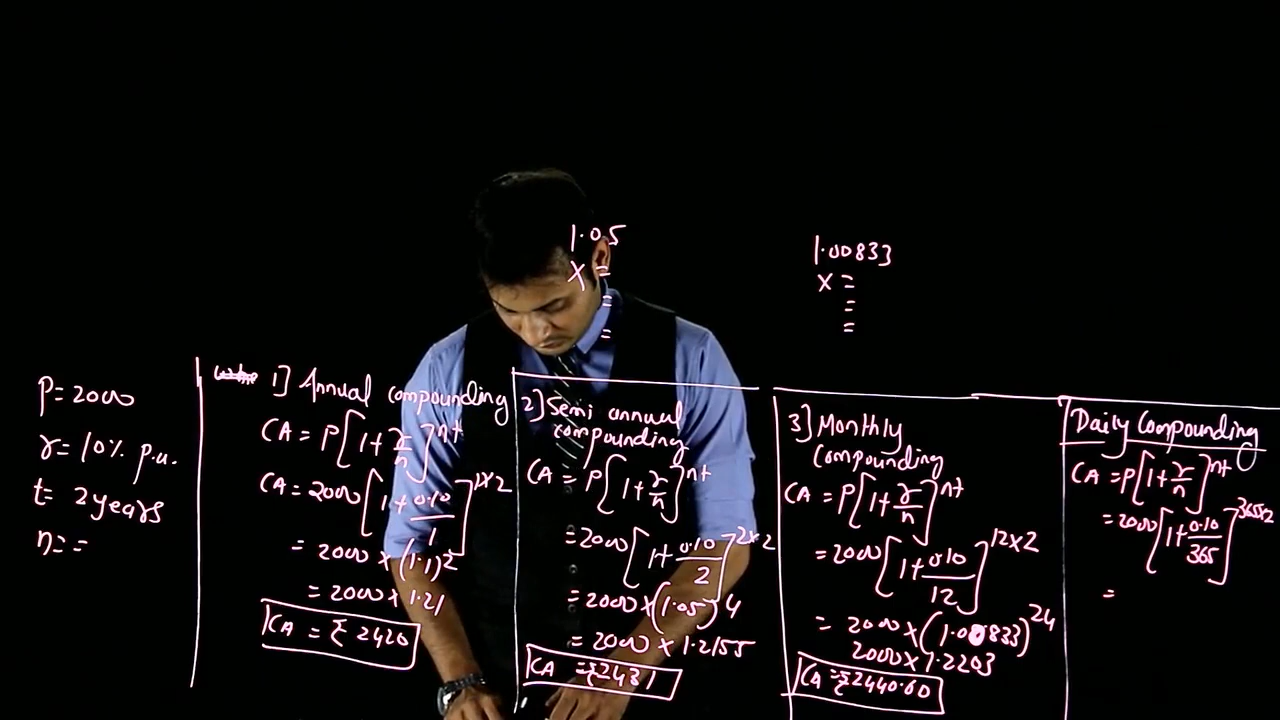 1.05
X =
=
=
1.00833
X =
=
=
P = 2000
r = 10% p.a.
t = 2 years
n = =
1] Annual compounding
CA = P[1+r/n]^nt
CA = 2000[1+0.10/1]^1x2
= 2000 x (1.1)^2
= 2000 x 1.21
CA = ₹ 2420
2] Semi annual
compounding
CA = P[1+r/n]^nt
= 2000[1+0.10/2]^2x2
= 2000 x (1.05)^4
= 2000 x 1.2155
CA = ₹2431
3] Monthly
compounding
CA = P[1+r/n]^nt
= 2000[1+0.10/12]^12x2
= 2000 x (1.00833)^24
2000 x 1.2203
CA = ₹2440.60
Daily Compounding
CA = P[1+r/n]^nt
= 2000[1+0.10/365]^365x2
=